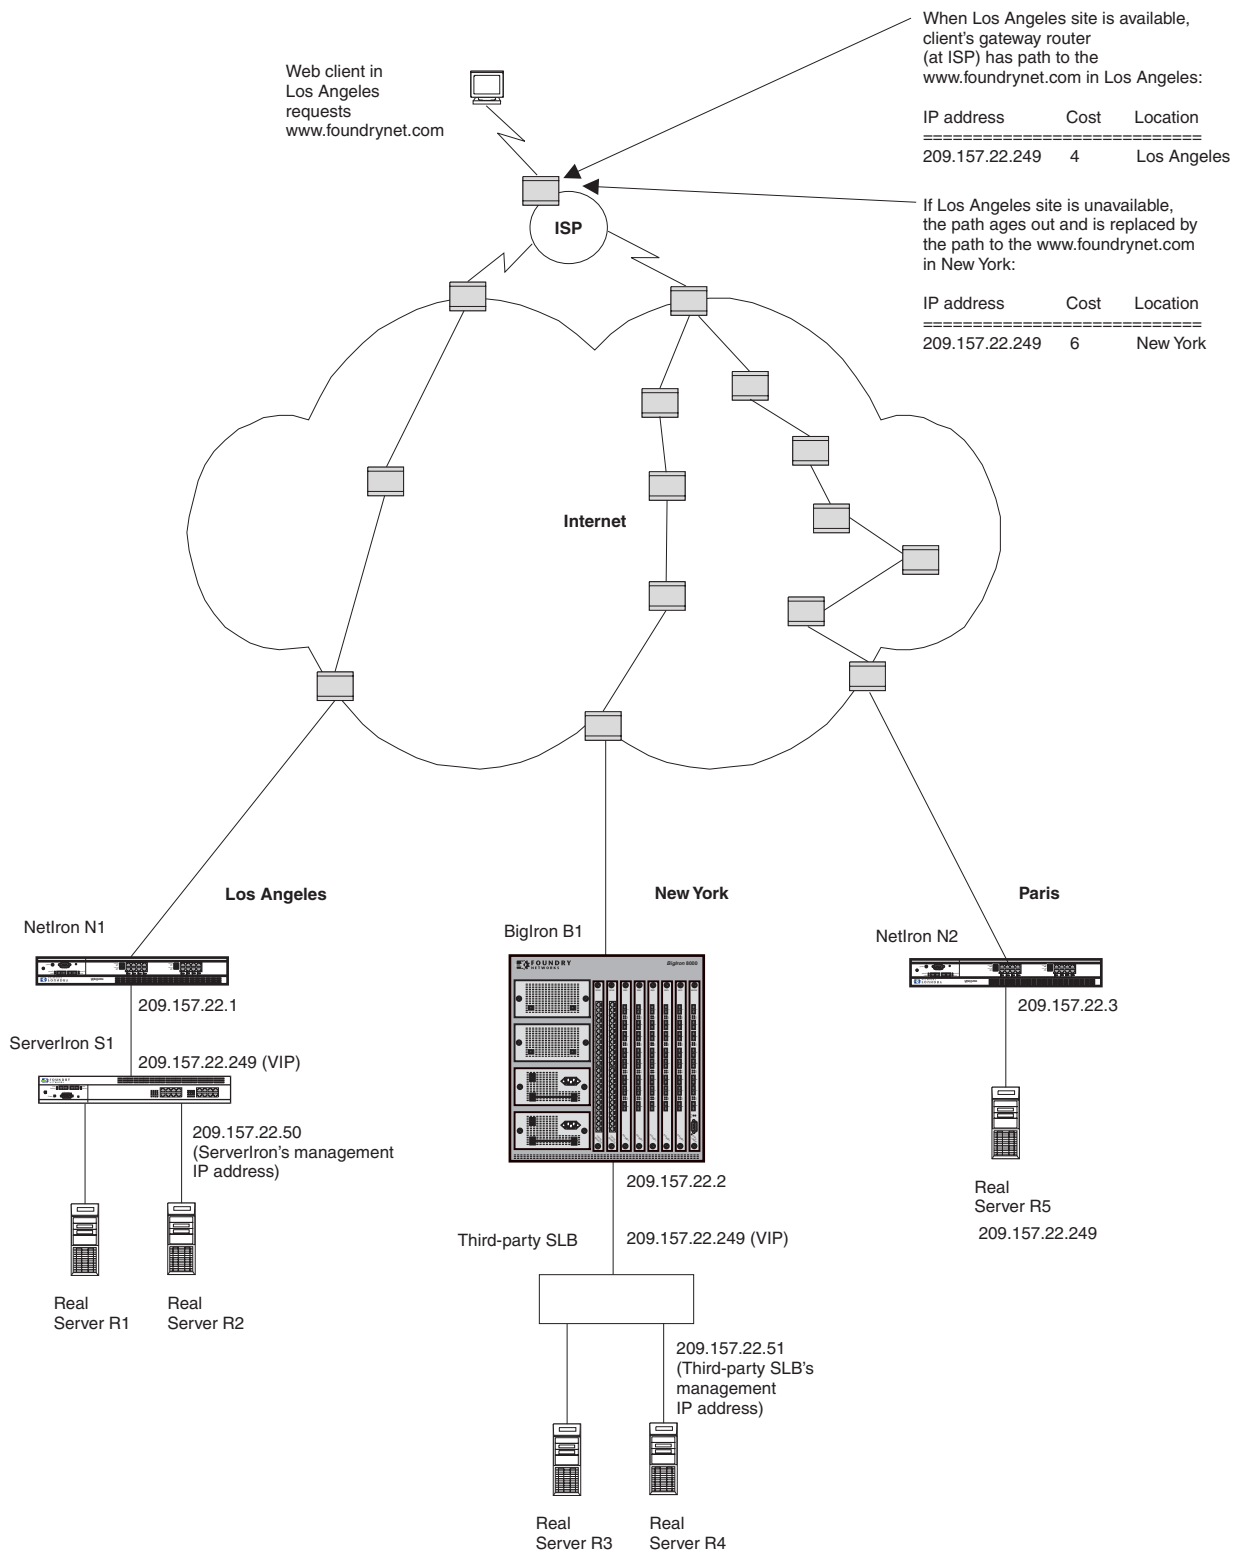 When Los Angeles site is available,
client's gateway router
(at ISP) has path to the
www.foundrynet.com in Los Angeles:
IP address Cost Location
============================
209.157.22.249 4 Los Angeles
Web client in
Los Angeles
requests
www.foundrynet.com
If Los Angeles site is unavailable,
the path ages out and is replaced by
the path to the www.foundrynet.com
in New York:
IP address Cost Location
============================
209.157.22.249 6 New York
ISP
Internet
Los Angeles
New York
Paris
NetIron N1
209.157.22.1
ServerIron S1
209.157.22.249 (VIP)
209.157.22.50
(ServerIron's management
IP address)
Real
Server R1
Real
Server R2
BigIron B1
FOUNDRY
NETWORKS
BigIron 8000
209.157.22.2
Third-party SLB
209.157.22.249 (VIP)
209.157.22.51
(Third-party SLB's
management
IP address)
Real
Server R3
Real
Server R4
NetIron N2
209.157.22.3
Real
Server R5
209.157.22.249